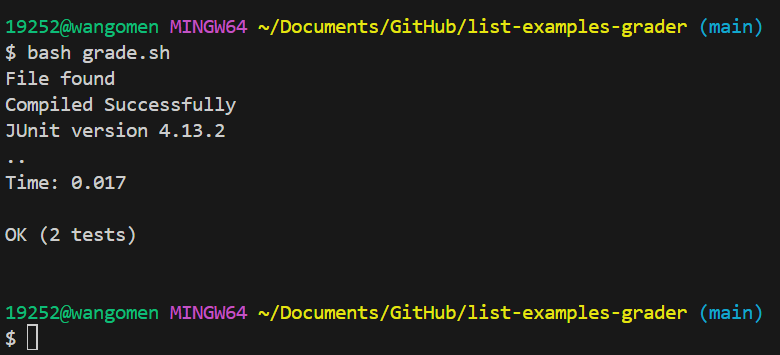 19252@wangomen MINGW64 ~/Documents/GitHub/list-examples-grader (main)
$ bash grade.sh
File found
Compiled Successfully
JUnit version 4.13.2
..
Time: 0.017
OK (2 tests)
19252@wangomen MINGW64 ~/Documents/GitHub/list-examples-grader (main)
$